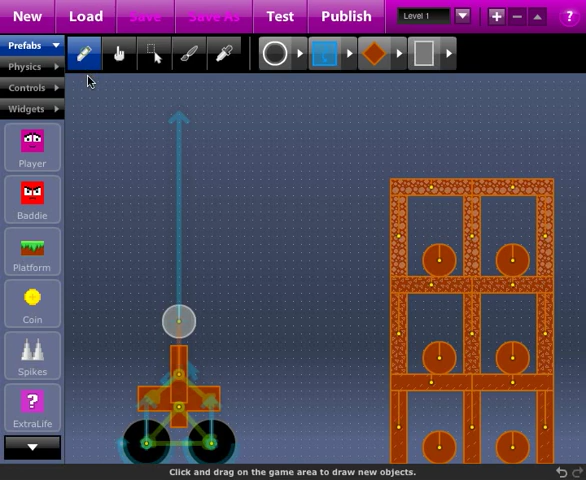 New Load Save Save As Test Publish Level 1 + − ?
Prefabs
Physics
Controls
Widgets
Player
Baddie
Platform
Coin
Spikes
?
ExtraLife
Click and drag on the game area to draw new objects.